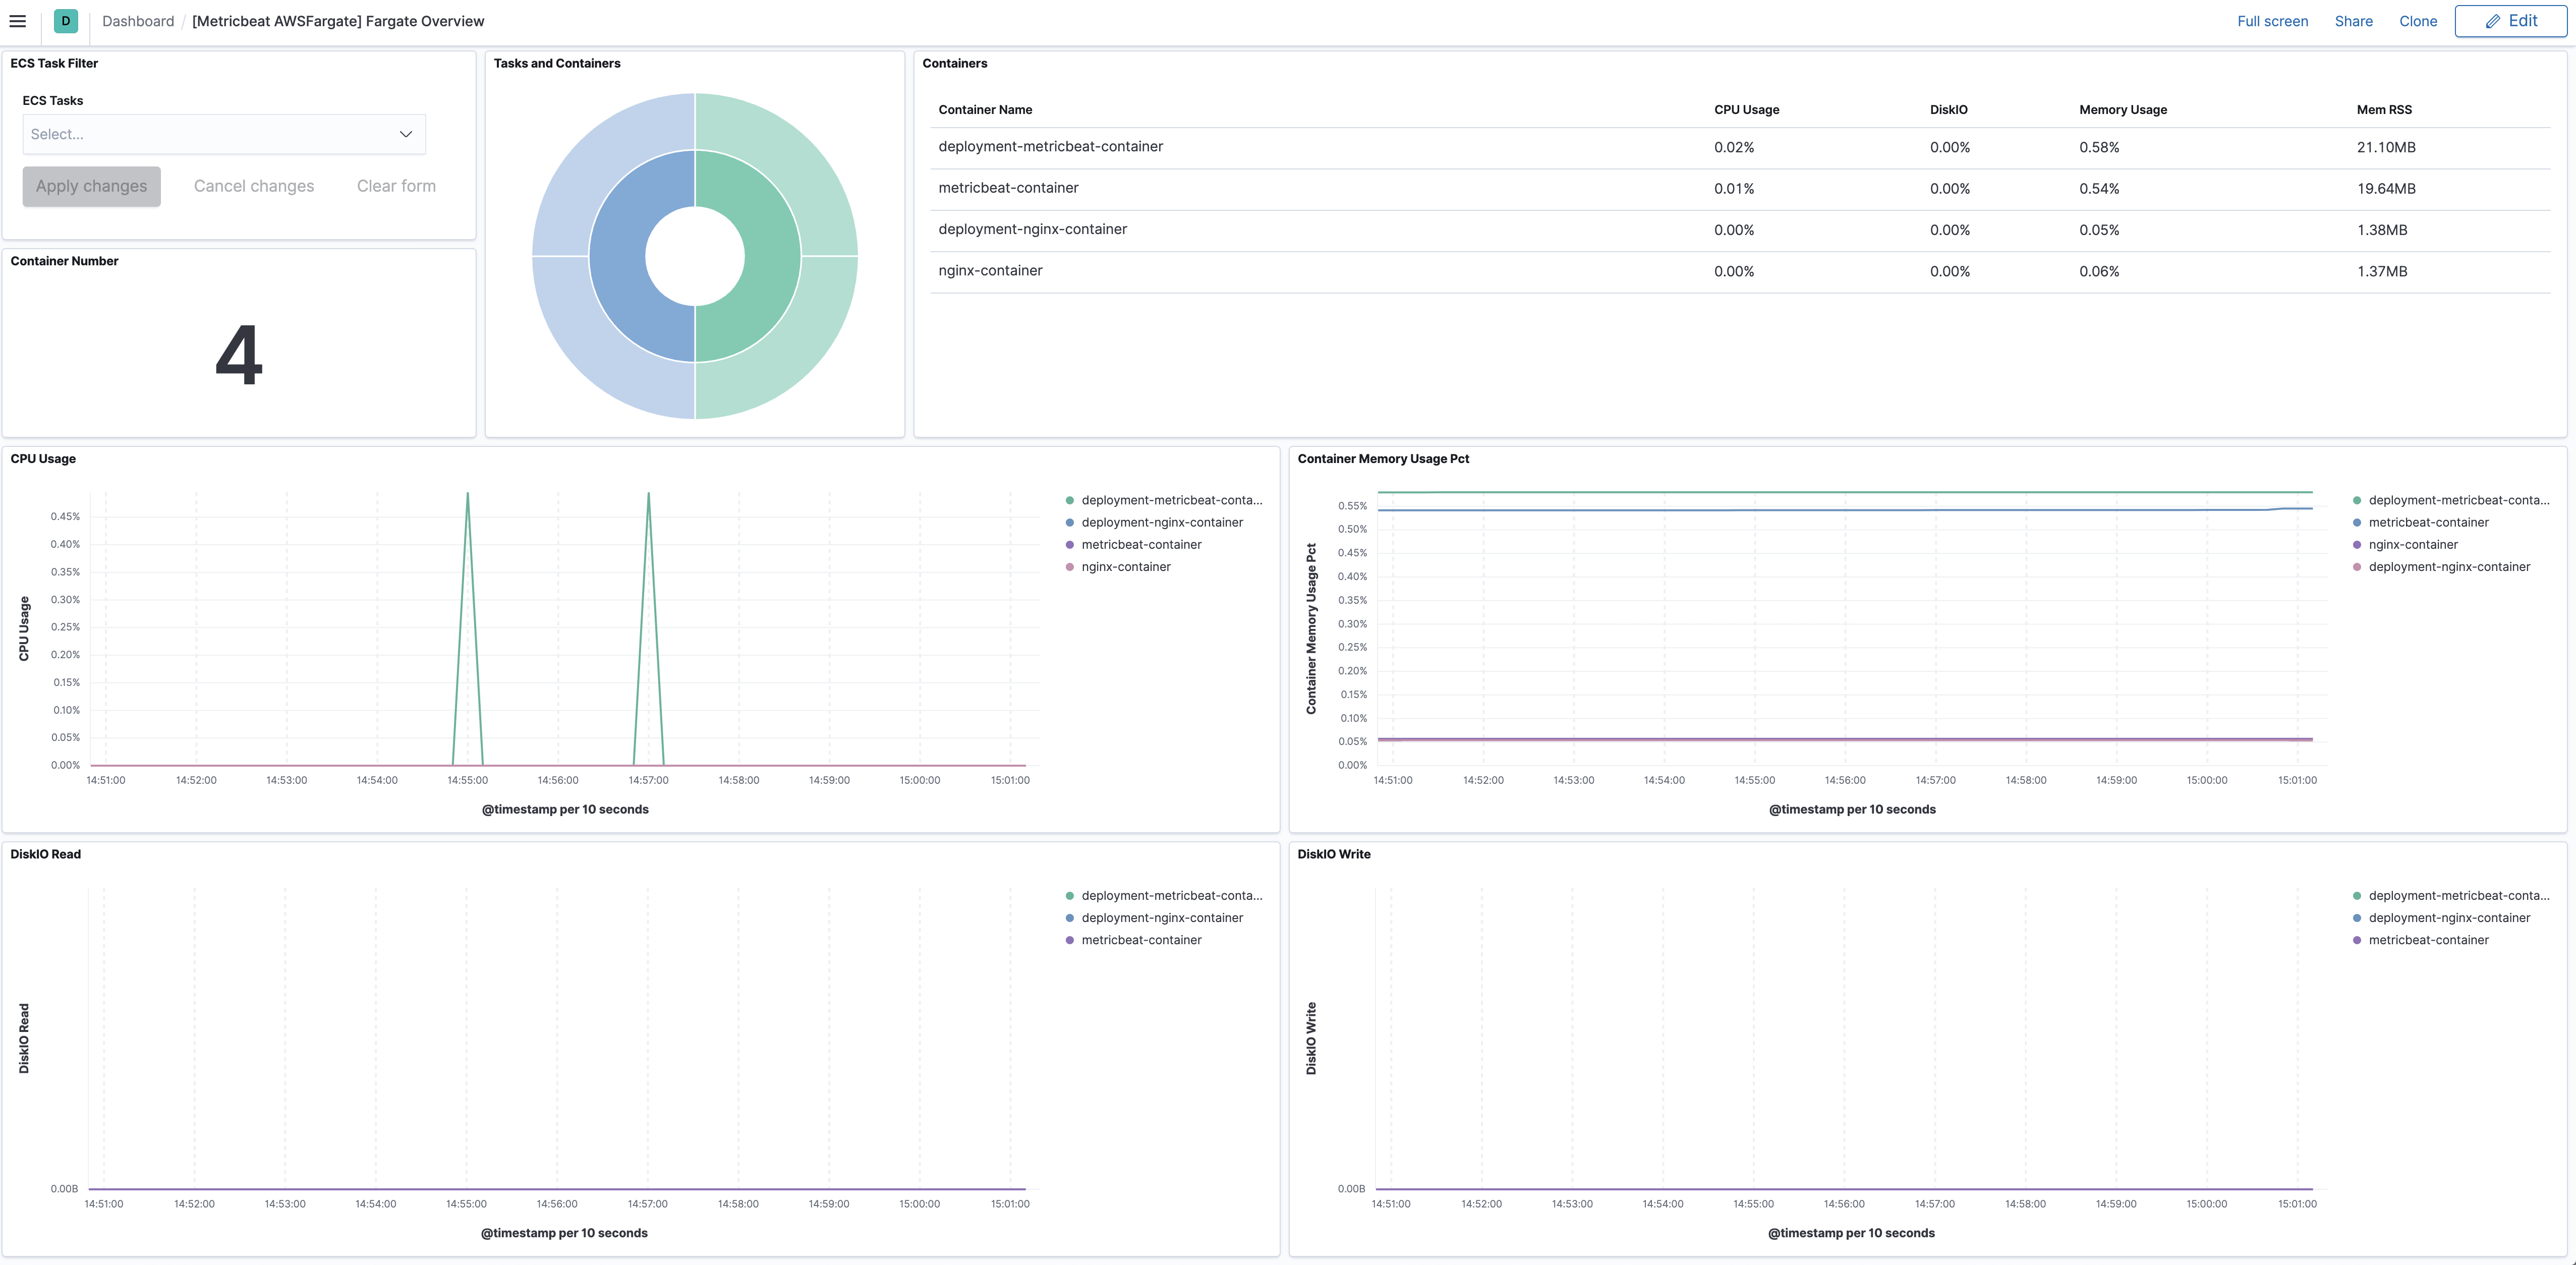 D
Dashboard / [Metricbeat AWSFargate] Fargate Overview
Full screen
Share
Clone
Edit
ECS Task Filter
ECS Tasks
Select...
Apply changes
Cancel changes
Clear form
Container Number
4
Tasks and Containers
Containers
Container Name CPU Usage DiskIO Memory Usage Mem RSS
deployment-metricbeat-container 0.02% 0.00% 0.58% 21.10MB
metricbeat-container 0.01% 0.00% 0.54% 19.64MB
deployment-nginx-container 0.00% 0.00% 0.05% 1.38MB
nginx-container 0.00% 0.00% 0.06% 1.37MB
CPU Usage
CPU Usage
0.45%
0.40%
0.35%
0.30%
0.25%
0.20%
0.15%
0.10%
0.05%
0.00%
14:51:00 14:52:00 14:53:00 14:54:00 14:55:00 14:56:00 14:57:00 14:58:00 14:59:00 15:00:00 15:01:00
@timestamp per 10 seconds
deployment-metricbeat-conta...
deployment-nginx-container
metricbeat-container
nginx-container
Container Memory Usage Pct
Container Memory Usage Pct
0.55%
0.50%
0.45%
0.40%
0.35%
0.30%
0.25%
0.20%
0.15%
0.10%
0.05%
0.00%
14:51:00 14:52:00 14:53:00 14:54:00 14:55:00 14:56:00 14:57:00 14:58:00 14:59:00 15:00:00 15:01:00
@timestamp per 10 seconds
deployment-metricbeat-conta...
metricbeat-container
nginx-container
deployment-nginx-container
DiskIO Read
DiskIO Read
0.00B
14:51:00 14:52:00 14:53:00 14:54:00 14:55:00 14:56:00 14:57:00 14:58:00 14:59:00 15:00:00 15:01:00
@timestamp per 10 seconds
deployment-metricbeat-conta...
deployment-nginx-container
metricbeat-container
DiskIO Write
DiskIO Write
0.00B
14:51:00 14:52:00 14:53:00 14:54:00 14:55:00 14:56:00 14:57:00 14:58:00 14:59:00 15:00:00 15:01:00
@timestamp per 10 seconds
deployment-metricbeat-conta...
deployment-nginx-container
metricbeat-container